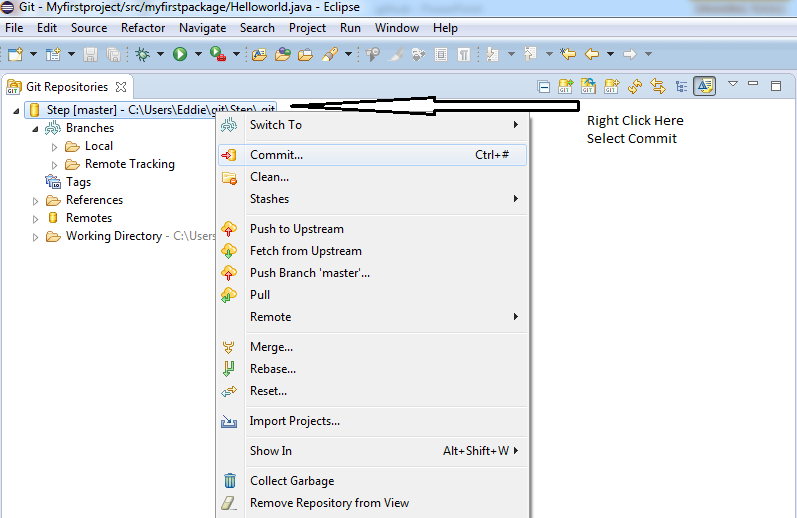 Git - Myfirstproject/src/myfirstpackage/Helloworld.java - Eclipse
File Edit Source Refactor Navigate Search Project Run Window Help
Git Repositories
Step [master] - C:\Users\Eddie\git\Step\.git
Right Click Here
Select Commit
Branches
Local
Remote Tracking
Tags
References
Remotes
Working Directory - C:\Users
Switch To
Commit... Ctrl+#
Clean...
Stashes
Push to Upstream
Fetch from Upstream
Push Branch 'master'...
Pull
Remote
Merge...
Rebase...
Reset...
Import Projects...
Show In Alt+Shift+W
Collect Garbage
Remove Repository from View